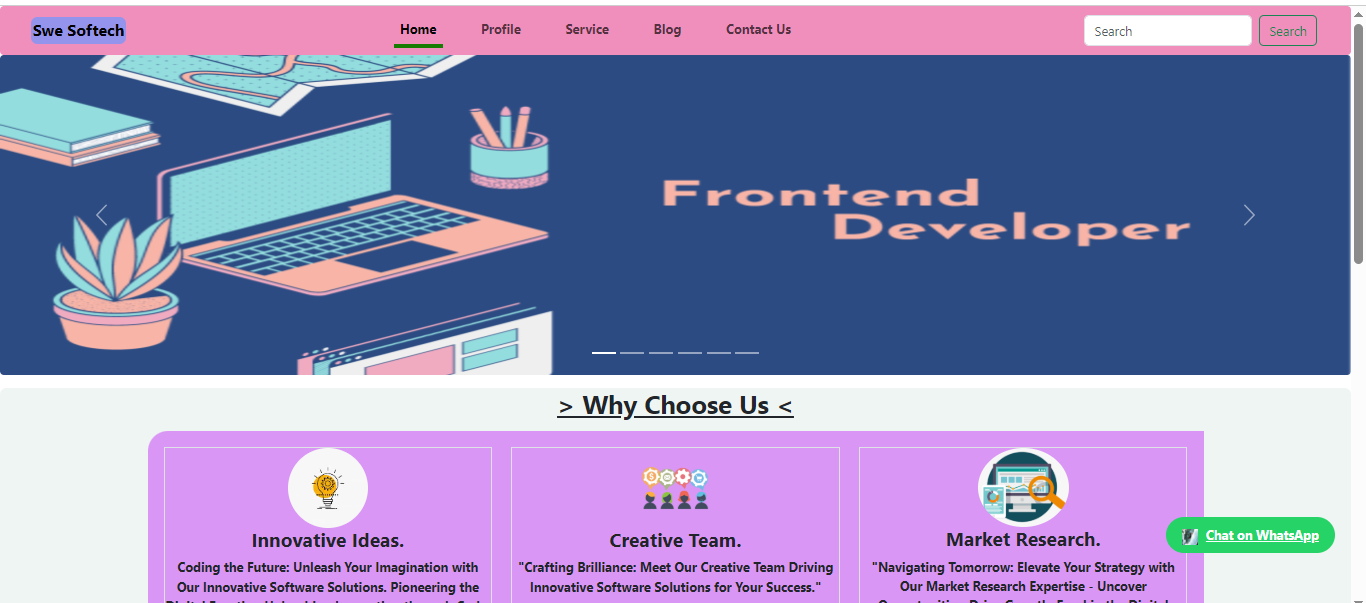 Swe Softech
Home
Profile
Service
Blog
Contact Us
Search
Search
Frontend
Developer
> Why Choose Us <
Innovative Ideas.
Coding the Future: Unleash Your Imagination with
Our Innovative Software Solutions. Pioneering the
Creative Team.
"Crafting Brilliance: Meet Our Creative Team Driving
Innovative Software Solutions for Your Success."
Market Research.
"Navigating Tomorrow: Elevate Your Strategy with
Our Market Research Expertise - Uncover
Chat on WhatsApp